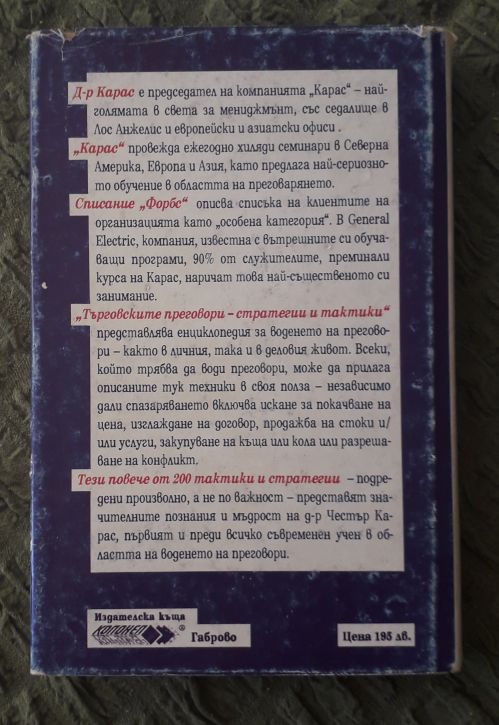 Д-р Карас е председател на компанията „Карас“ – най-
голямата в света за мениджмънт, със седалище в
Лос Анжелис и европейски и азиатски офиси .
„Карас“ провежда ежегодно хиляди семинари в Северна
Америка, Европа и Азия, като предлага най-сериозно-
то обучение в областта на преговарянето.
Списание „Форбс“ описва списъка на клиентите на
организацията като „особена категория“. В General
Electric, компания, известна с вътрешните си обуча-
ващи програми, 90% от служителите, преминали
курса на Карас, наричат това най-същественото си
занимание.
„Търговските преговори – стратегии и тактики“
представлява енциклопедия за воденето на прегово-
ри – както в личния, така и в деловия живот. Всеки,
който трябва да води преговори, може да прилага
описаните тук техники в своя полза – независимо
дали спазаряването включва искане за покачване на
цена, изглаждане на договор, продажба на стоки и/
или услуги, закупуване на къща или кола или разреша-
ване на конфликт.
Тези повече от 200 тактики и стратегии – подре-
дени произволно, а не по важност – представят зна-
чителните познания и мъдрост на д-р Честър Ка-
рас, първият и преди всичко съвременен учен в об-
ластта на воденето на преговори.
Издателска къща
КОЛОНЕЛ ®
Габрово
Цена 195 лв.